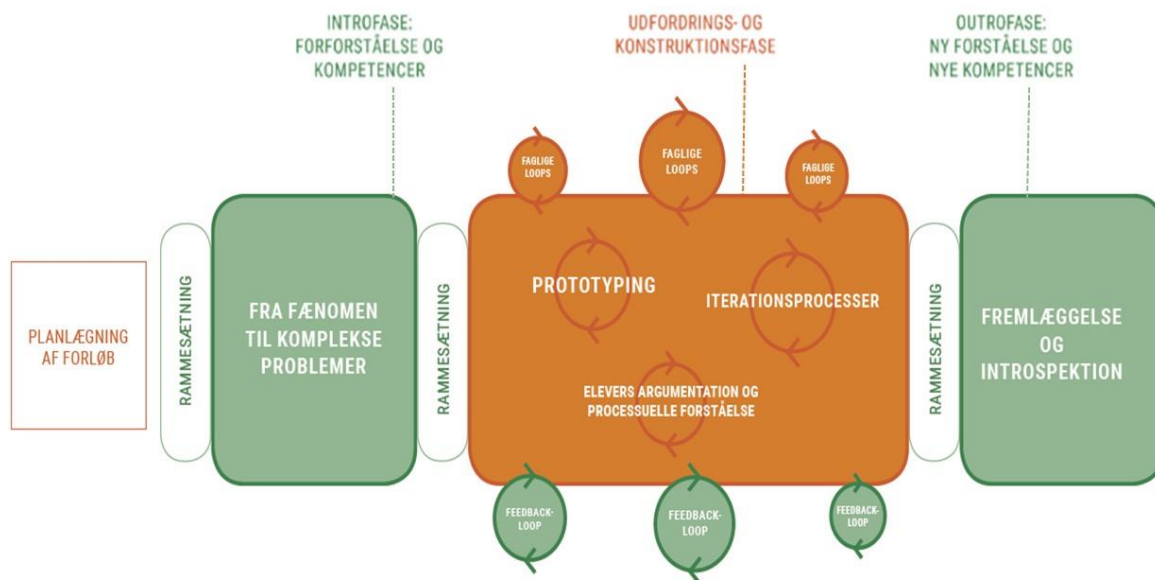 INTROFASE:
FORFORSTÅELSE OG
KOMPETENCER
UDFORDRINGS- OG
KONSTRUKTIONSFASE
OUTROFASE:
NY FORSTÅELSE OG
NYE KOMPETENCER
FAGLIGE
LOOPS
FAGLIGE
LOOPS
FAGLIGE
LOOPS
PLANLÆGNING
AF FORLØB
RAMMESÆTNING
FRA FÆNOMEN
TIL KOMPLEKSE
PROBLEMER
RAMMESÆTNING
PROTOTYPING
ITERATIONSPROCESSER
ELEVERS ARGUMENTATION OG
PROCESSUELLE FORSTÅELSE
RAMMESÆTNING
FREMLÆGGELSE
OG
INTROSPEKTION
FEEDBACK-
LOOP
FEEDBACK-
LOOP
FEEDBACK-
LOOP